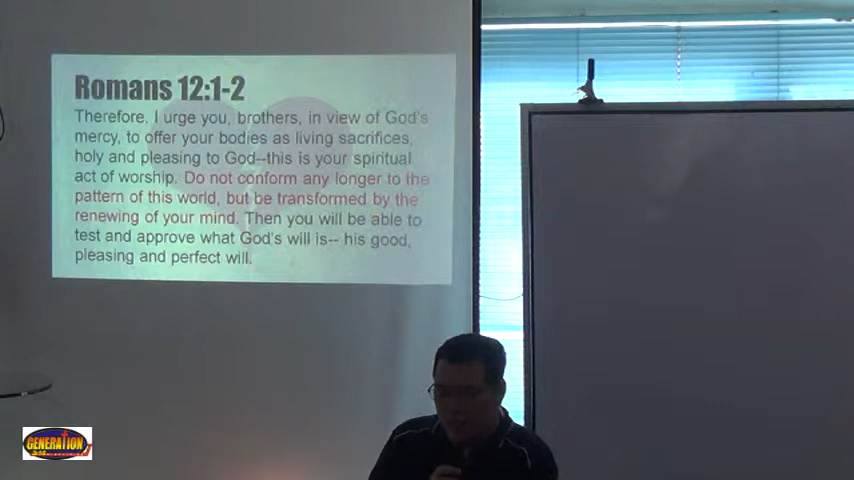 Romans 12:1-2
Therefore, I urge you, brothers, in view of God's
mercy, to offer your bodies as living sacrifices,
holy and pleasing to God--this is your spiritual
act of worship. Do not conform any longer to the
pattern of this world, but be transformed by the
renewing of your mind. Then you will be able to
test and approve what God's will is-- his good,
pleasing and perfect will.
GENERATION